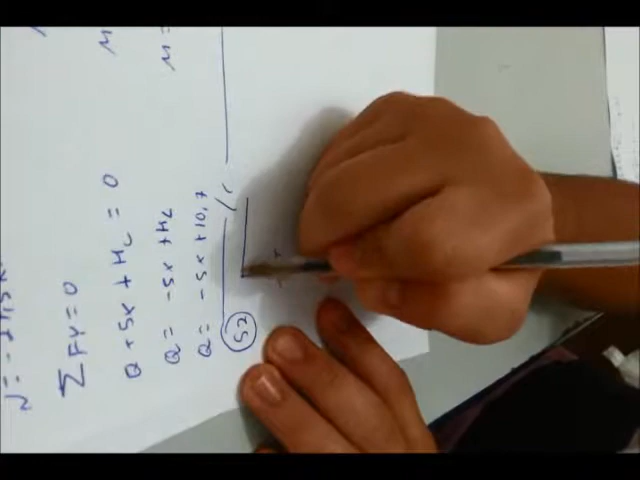 ΣFY=0
Q + 5x + Hc = 0
Q = -5x + Hc
Q = -5x + 10,7
S2